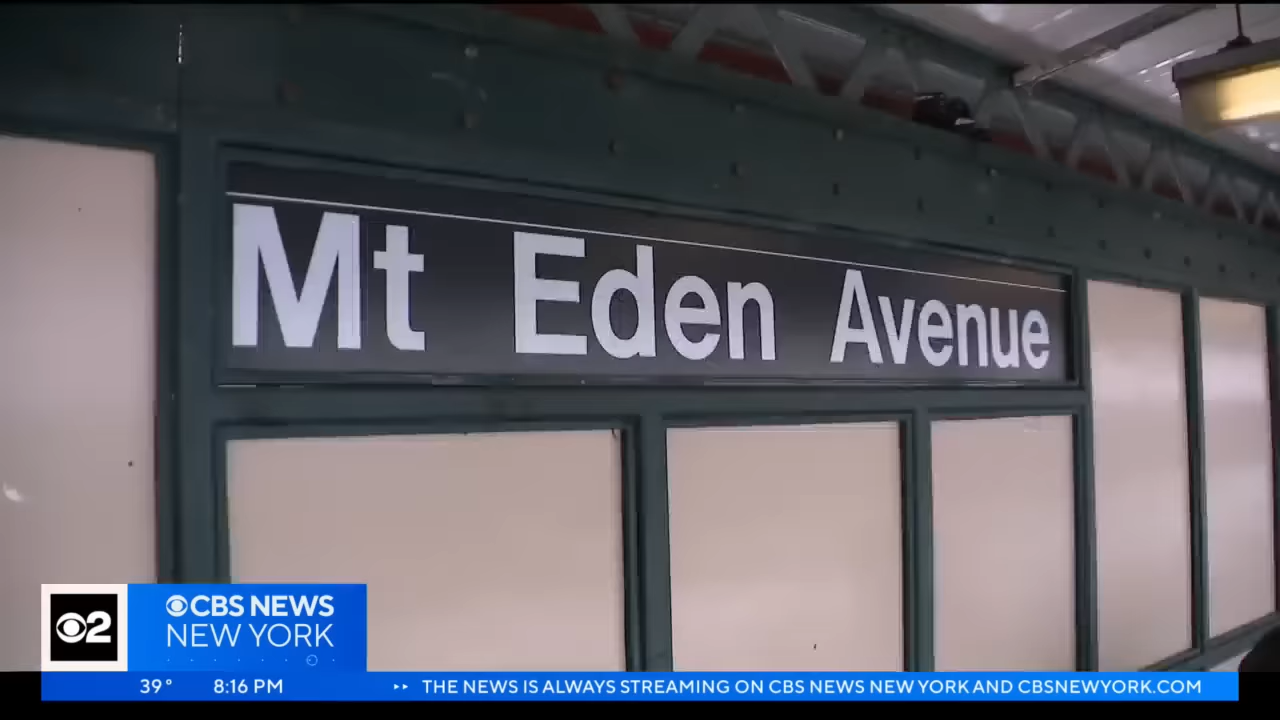 Mt Eden Avenue
2
CBS NEWS
NEW YORK
39° 8:16 PM THE NEWS IS ALWAYS STREAMING ON CBS NEWS NEW YORK AND CBSNEWYORK.COM